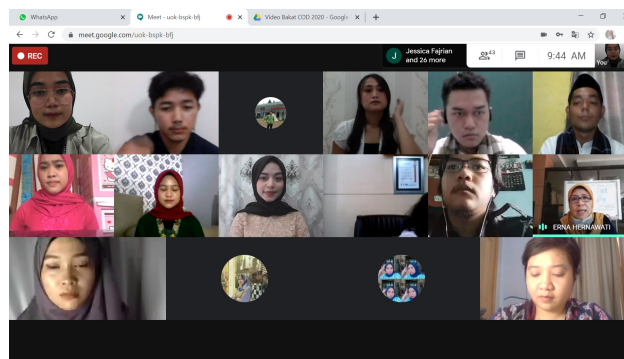 WhatsApp
Meet - uok-bspk-bfj
Video Bakat COD 2020 - Google
meet.google.com/uok-bspk-bfj
REC
J
Jessica Fajrian
and 26 more
43
9:44 AM
You
ERNA HERNAWATI